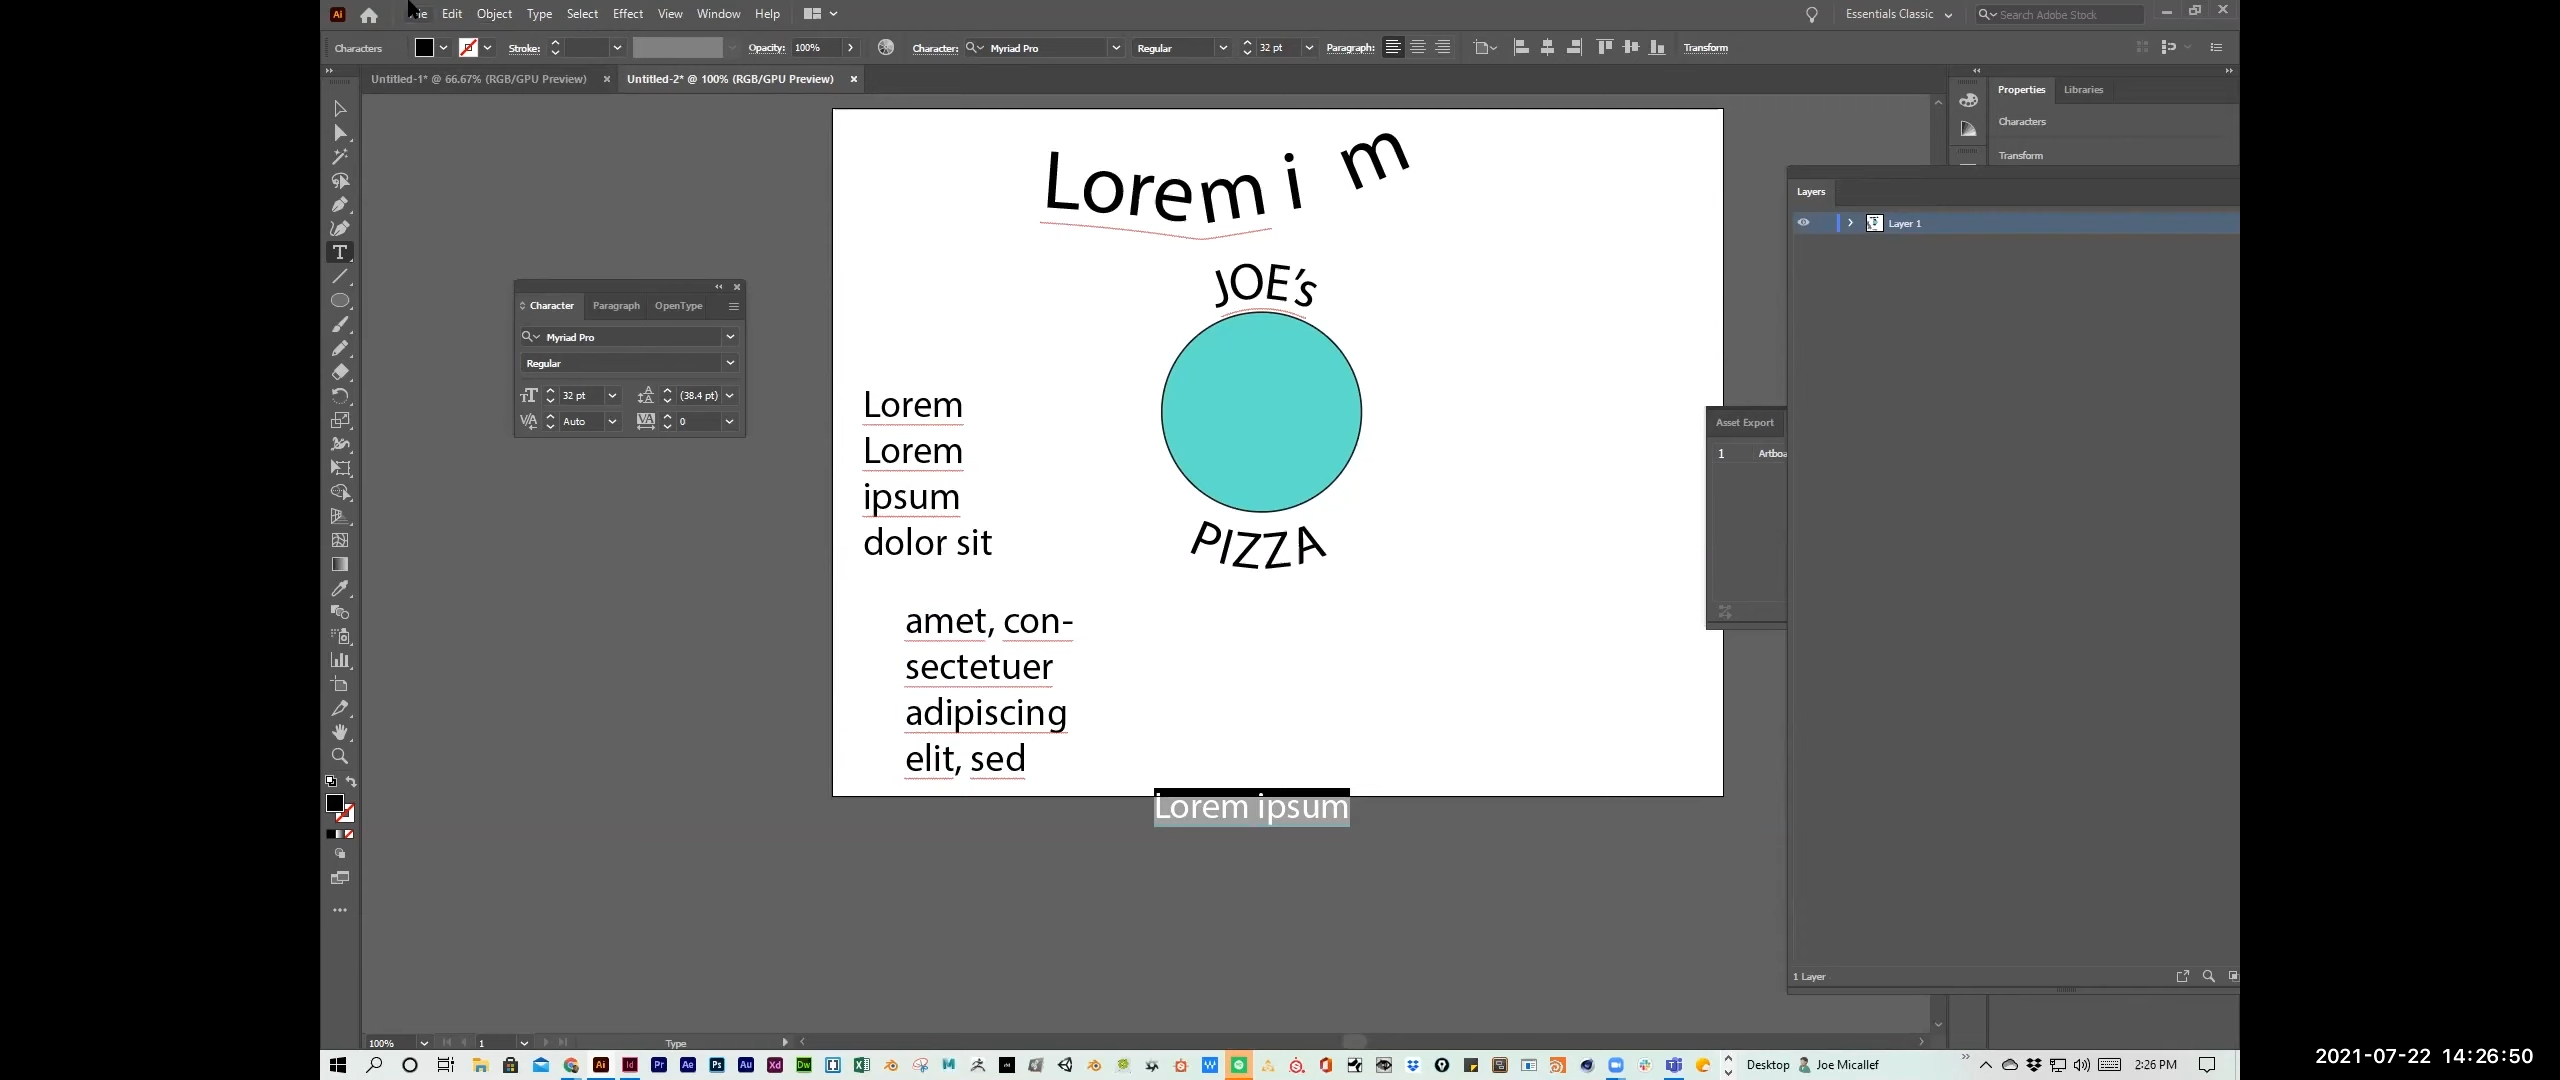 Ai
File Edit Object Type Select Effect View Window Help
Essentials Classic
Search Adobe Stock
Characters
Stroke:
Opacity: 100%
Character: Myriad Pro
Regular
32 pt
Paragraph:
Transform
Untitled-1* @ 66.67% (RGB/GPU Preview)
Untitled-2* @ 100% (RGB/GPU Preview)
Properties
Libraries
Characters
Transform
Layers
Layer 1
Lorem i m
JOE's
PIZZA
Character
Paragraph
OpenType
Myriad Pro
Regular
32 pt
(38.4 pt)
Auto
0
Lorem
Lorem
ipsum
dolor sit
amet, con-
sectetuer
adipiscing
elit, sed
Lorem ipsum
Asset Export
1 Artboa
1 Layer
100%
1
Type
Desktop
Joe Micallef
2:26 PM
2021-07-22 14:26:50